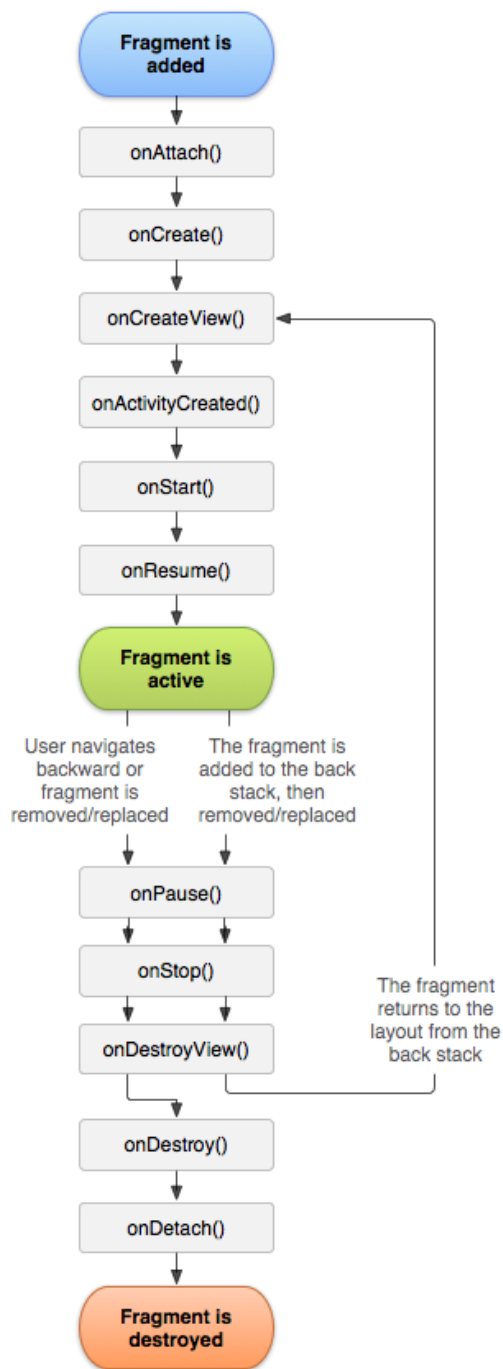 Fragment is
added
onAttach()
onCreate()
onCreateView()
onActivityCreated()
onStart()
onResume()
Fragment is
active
User navigates
backward or
fragment is
removed/replaced
The fragment is
added to the back
stack, then
removed/replaced
onPause()
onStop()
onDestroyView()
The fragment
returns to the
layout from the
back stack
onDestroy()
onDetach()
Fragment is
destroyed